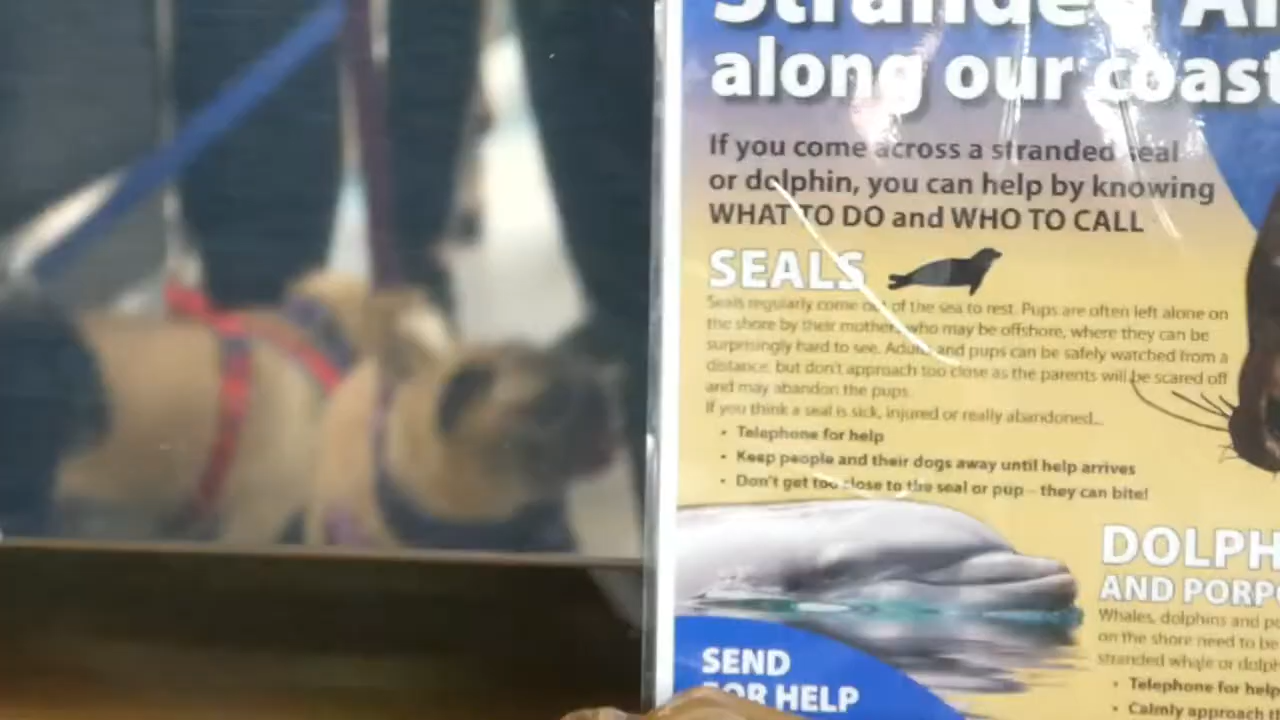 Stranded
along our coast
If you come across a stranded seal
or dolphin, you can help by knowing
WHAT TO DO and WHO TO CALL
SEALS
Seals regularly come out of the sea to rest. Pups are often left alone on
the shore by their mother, who may be offshore, where they can be
surprisingly hard to see. Adults and pups can be safely watched from a
distance, but don't approach too close as the parents will be scared off
and may abandon the pups.
If you think a seal is sick, injured or really abandoned...
• Telephone for help
• Keep people and their dogs away until help arrives
• Don't get too close to the seal or pup - they can bite!
DOLPH
AND PORPO
Whales, dolphins and po
on the shore need to be
stranded whale or dolph
• Telephone for help
• Calmly approach th
SEND
FOR HELP